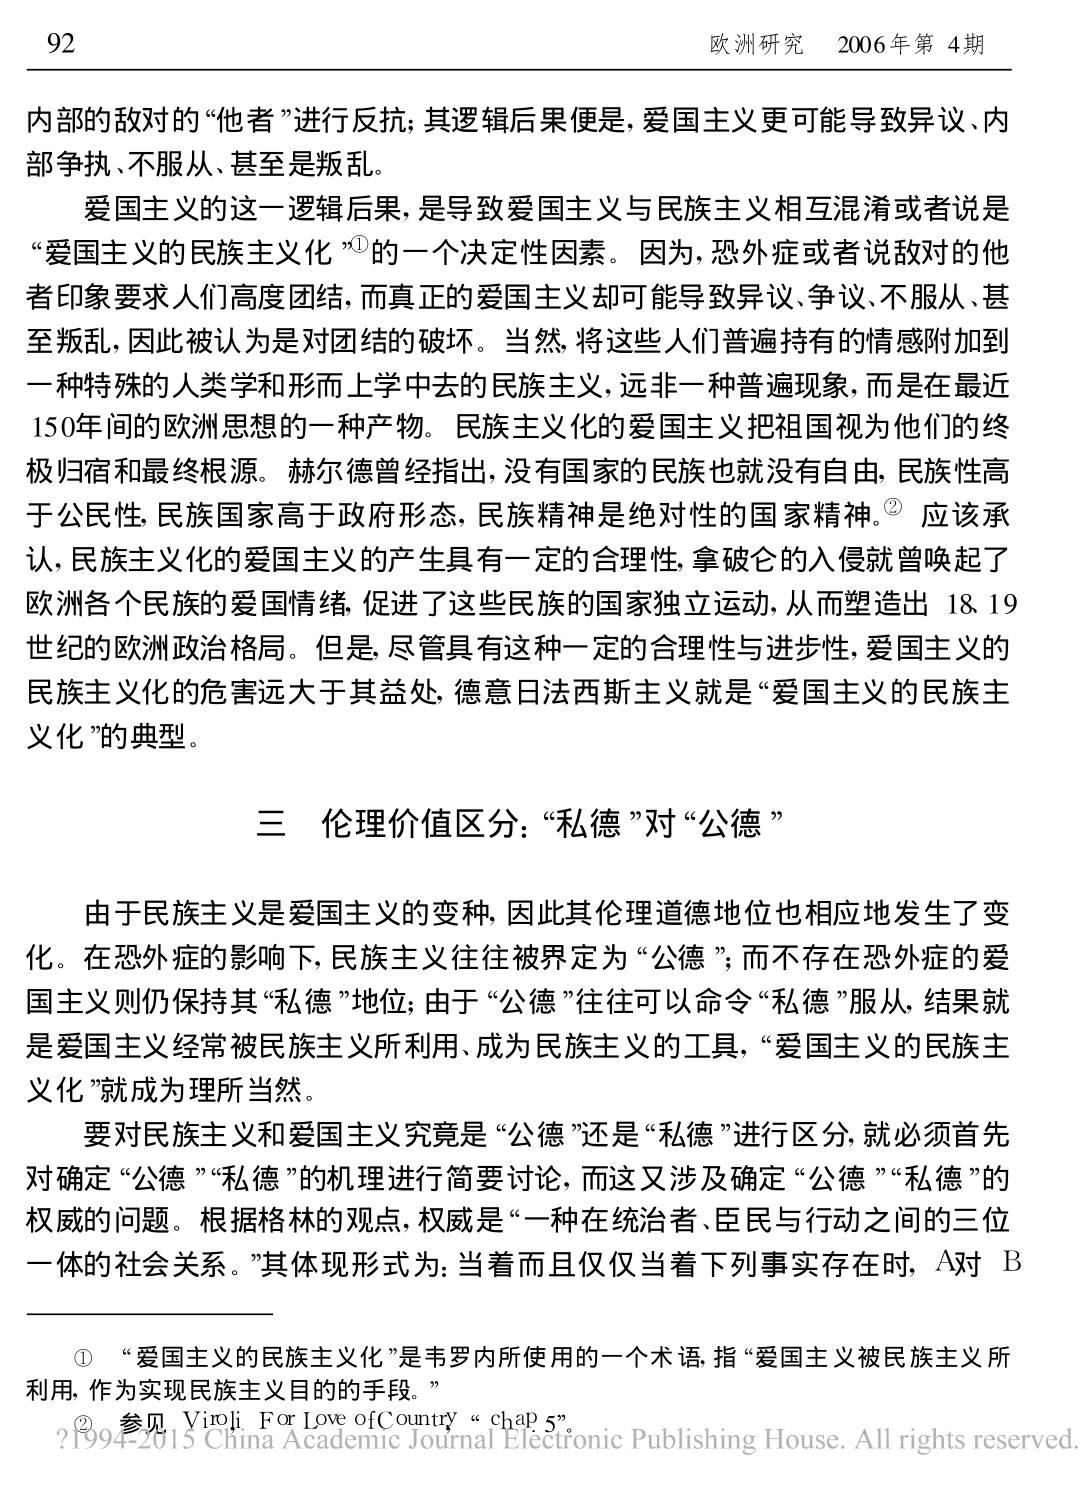 92
欧洲研究 2006年第 4期
内部的敌对的“他者”进行反抗; 其逻辑后果便是, 爱国主义更可能导致异议、内
部争执、不服从、甚至是叛乱。
爱国主义的这一逻辑后果, 是导致爱国主义与民族主义相互混淆或者说是
“爱国主义的民族主义化”①的一个决定性因素。因为, 恐外症或者说敌对的他
者印象要求人们高度团结, 而真正的爱国主义却可能导致异议、争议、不服从、甚
至叛乱, 因此被认为是对团结的破坏。当然, 将这些人们普遍持有的情感附加到
一种特殊的人类学和形而上学中去的民族主义, 远非一种普遍现象, 而是在最近
150年间的欧洲思想的一种产物。民族主义化的爱国主义把祖国视为他们的终
极归宿和最终根源。赫尔德曾经指出, 没有国家的民族也就没有自由, 民族性高
于公民性, 民族国家高于政府形态, 民族精神是绝对性的国家精神。② 应该承
认, 民族主义化的爱国主义的产生具有一定的合理性, 拿破仑的入侵就曾唤起了
欧洲各个民族的爱国情绪, 促进了这些民族的国家独立运动, 从而塑造出 18、19
世纪的欧洲政治格局。但是, 尽管具有这种一定的合理性与进步性, 爱国主义的
民族主义化的危害远大于其益处, 德意日法西斯主义就是“爱国主义的民族主
义化”的典型。
三 伦理价值区分: “私德”对“公德”
由于民族主义是爱国主义的变种, 因此其伦理道德地位也相应地发生了变
化。在恐外症的影响下, 民族主义往往被界定为“公德”; 而不存在恐外症的爱
国主义则仍保持其“私德”地位; 由于“公德”往往可以命令“私德”服从, 结果就
是爱国主义经常被民族主义所利用、成为民族主义的工具, “爱国主义的民族主
义化”就成为理所当然。
要对民族主义和爱国主义究竟是“公德”还是“私德”进行区分, 就必须首先
对确定“公德”“私德”的机理进行简要讨论, 而这又涉及确定“公德”“私德”的
权威的问题。根据格林的观点, 权威是“一种在统治者、臣民与行动之间的三位
一体的社会关系。”其体现形式为: 当着而且仅仅当着下列事实存在时, A对 B
① “爱国主义的民族主义化”是韦罗内所使用的一个术语, 指“爱国主义被民族主义所
利用, 作为实现民族主义目的的手段。”
② 参见 Viroli, For Love of Country, “ chap. 5”。
?1994-2015 China Academic Journal Electronic Publishing House. All rights reserved.